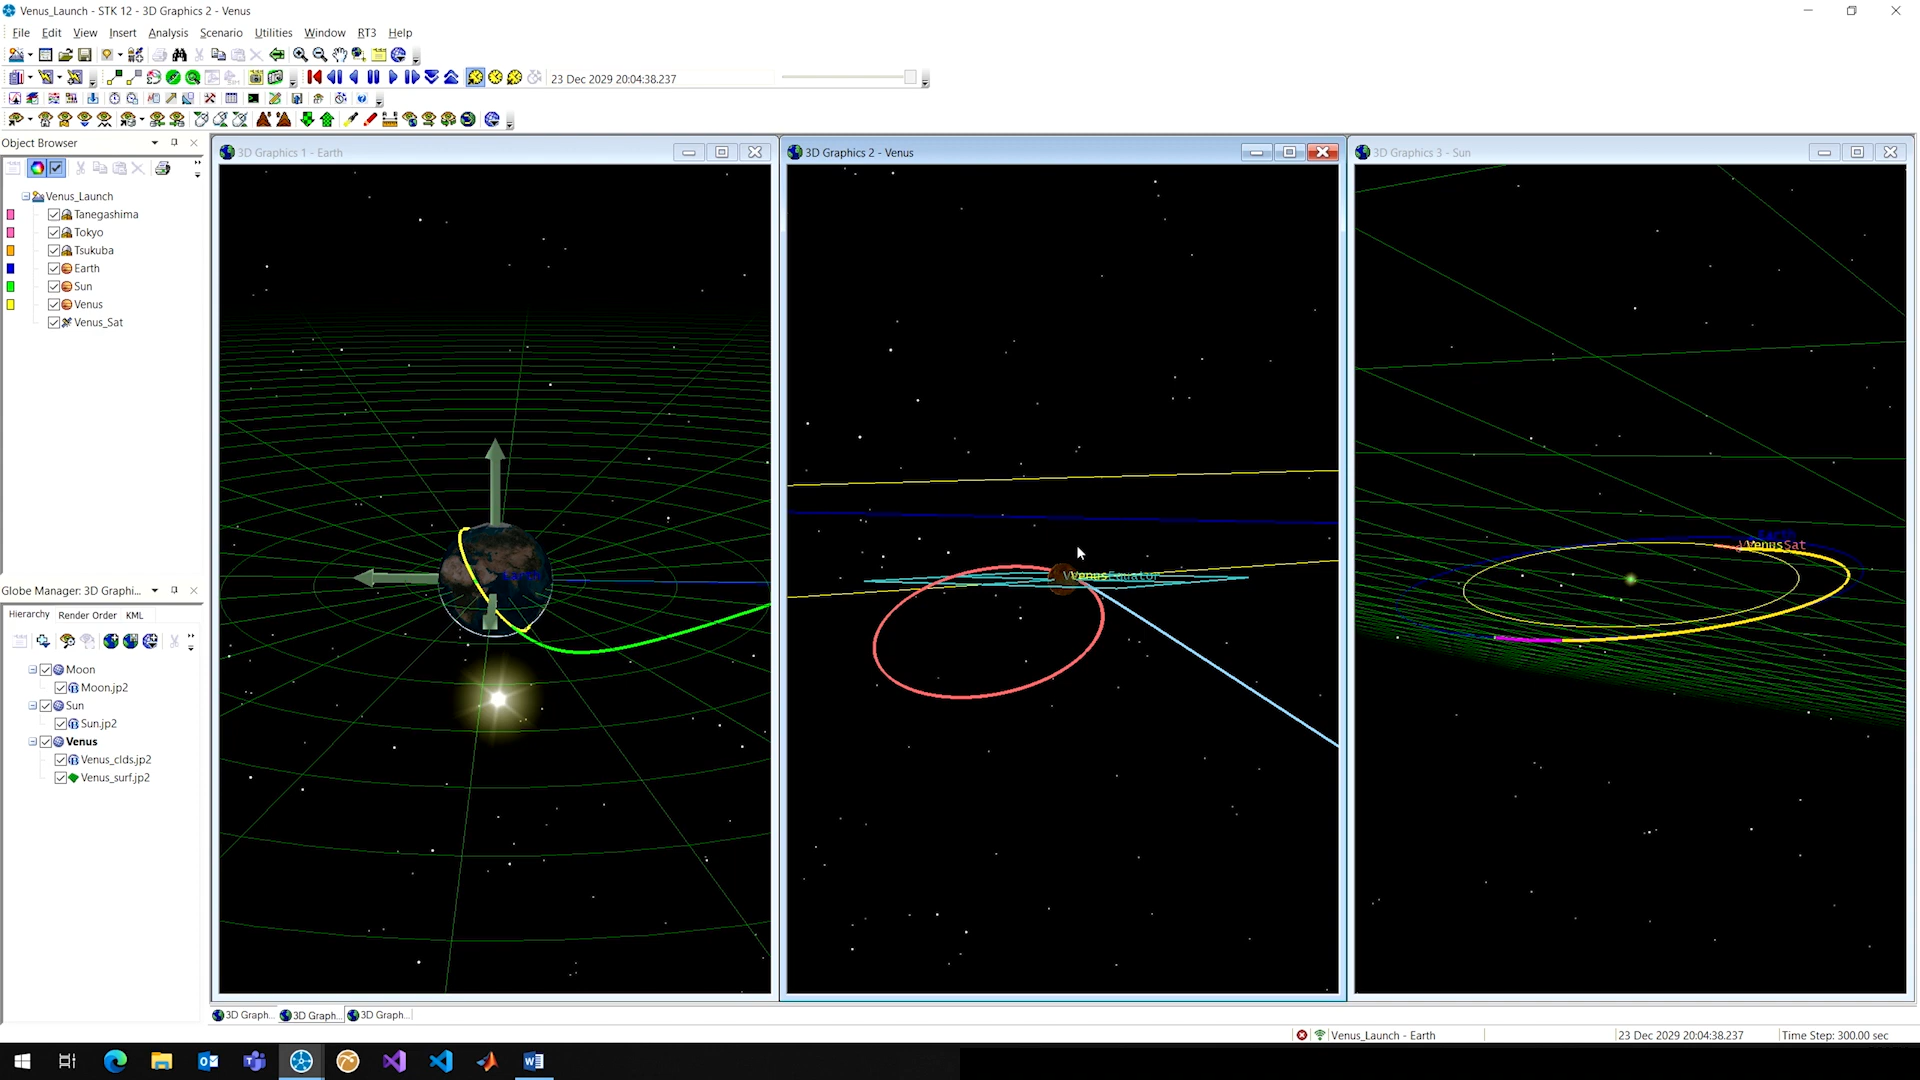 Venus_Launch - STK 12 - 3D Graphics 2 - Venus
File Edit View Insert Analysis Scenario Utilities Window RT3 Help
23 Dec 2029 20:04:38.237
Object Browser
Venus_Launch
Tanegashima
Tokyo
Tsukuba
Earth
Sun
Venus
Venus_Sat
Globe Manager: 3D Graphi...
Hierarchy Render Order KML
Moon
Moon.jp2
Sun
Sun.jp2
Venus
Venus_clds.jp2
Venus_surf.jp2
3D Graphics 1 - Earth
3D Graphics 2 - Venus
3D Graphics 3 - Sun
3D Graph... 3D Graph... 3D Graph...
Venus_Launch - Earth 23 Dec 2029 20:04:38.237 Time Step: 300.00 sec